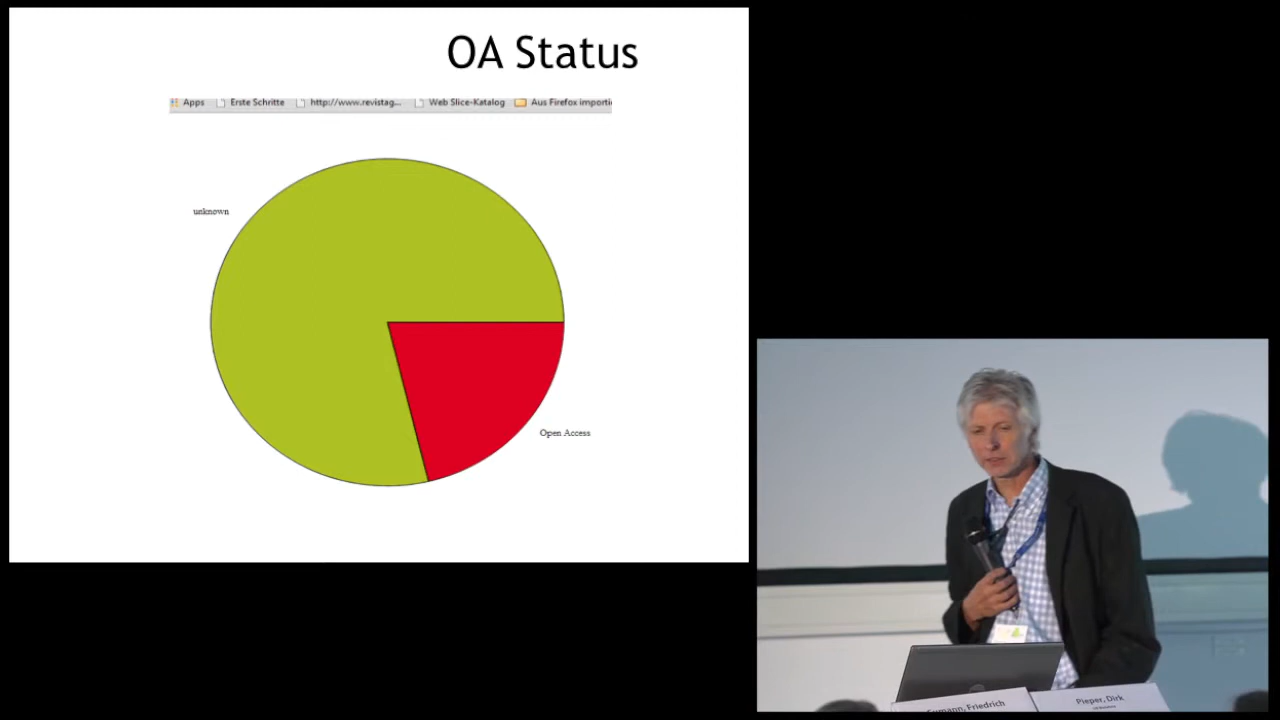 OA Status
Apps Erste Schritte http://www.revistag... Web Slice-Katalog Aus Firefox importi
unknown
Open Access
Friedrich
Pieper, Dirk